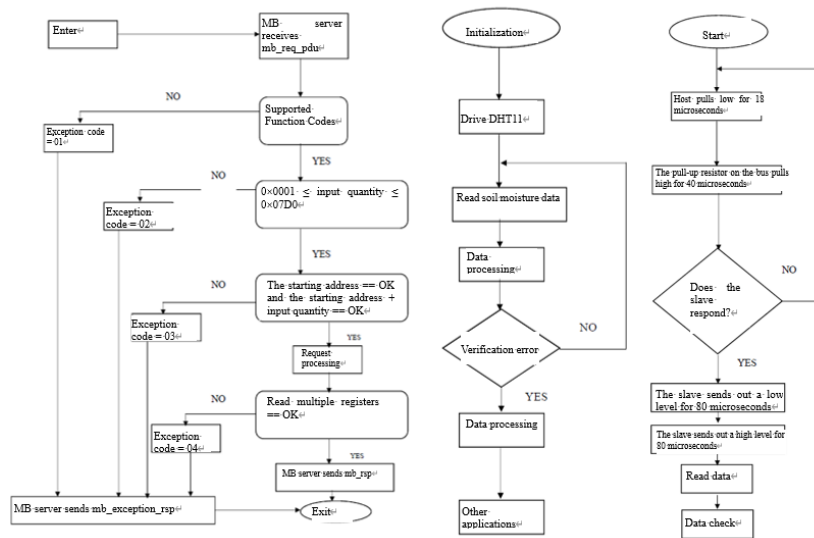 Enter
MB server
receives
mb_req_pdu
NO
Supported
Function Codes
Exception code
= 01
YES
NO
0×0001 ≤ input quantity ≤
0×07D0
Exception
code = 02
YES
NO
The starting address == OK
and the starting address +
input quantity == OK
Exception
code = 03
YES
Request
processing
NO
Read multiple registers
== OK
Exception
code = 04
YES
MB server sends mb_rsp
MB server sends mb_exception_rsp
Exit
Initialization
Drive DHT11
Read soil moisture data
Data
processing
NO
Verification error
YES
Data processing
Other
applications
Start
Host pulls low for 18
microseconds
The pull-up resistor on the bus pulls
high for 40 microseconds
NO
Does the
slave
respond?
YES
The slave sends out a low
level for 80 microseconds
The slave sends out a high level for
80 microseconds
Read data
Data check